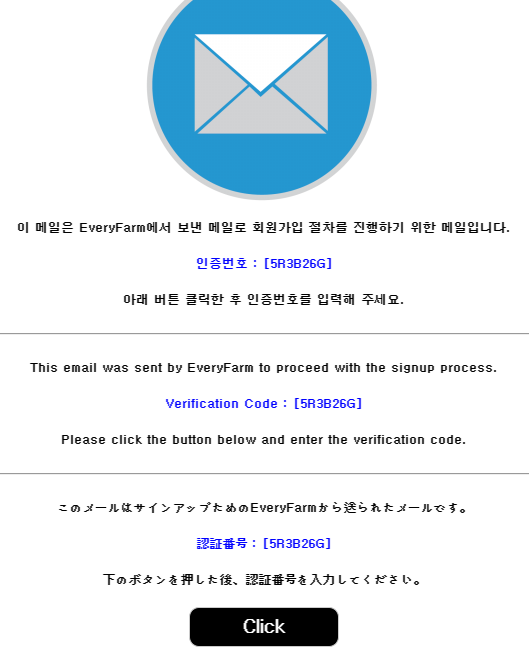 이 메일은 EveryFarm에서 보낸 메일로 회원가입 절차를 진행하기 위한 메일입니다.
인증번호 : [5R3B26G]
아래 버튼 클릭한 후 인증번호를 입력해 주세요.
This email was sent by EveryFarm to proceed with the signup process.
Verification Code : [5R3B26G]
Please click the button below and enter the verification code.
このメールはサインアップためのEveryFarmから送られたメールです。
認証番号 : [5R3B26G]
下のボタンを押した後、認証番号を入力してください。
Click